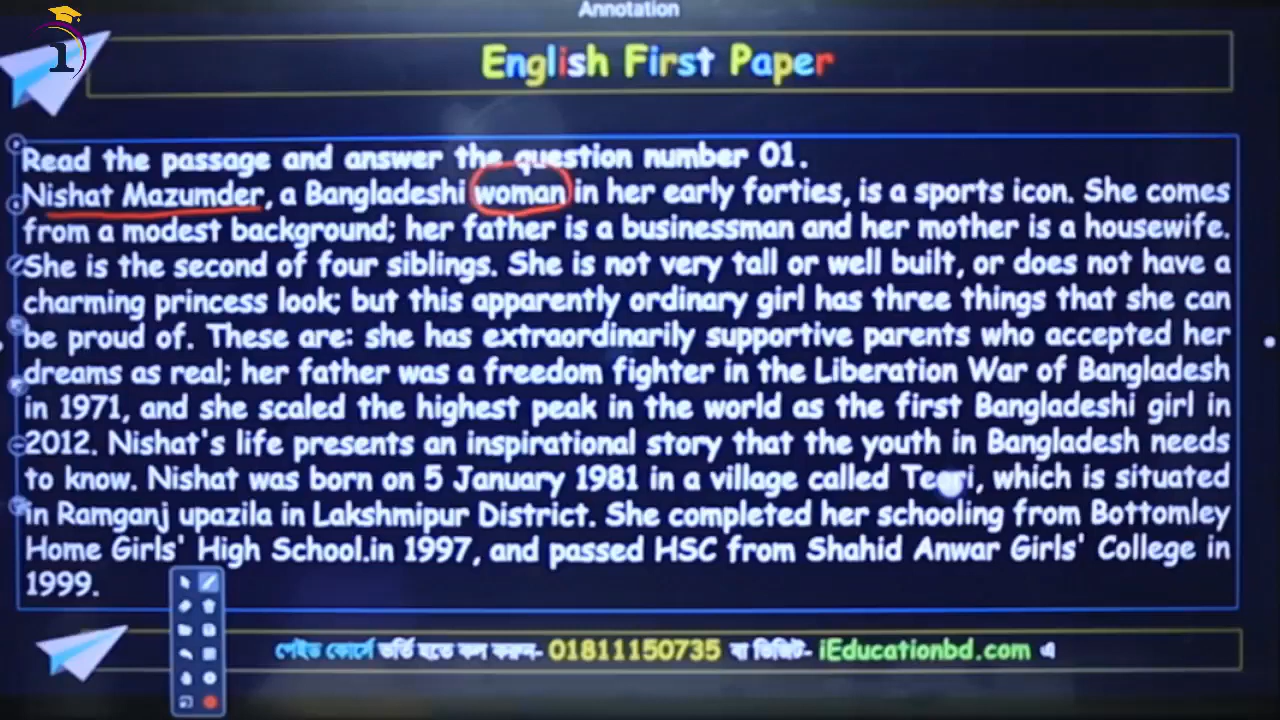 Annotation
i
English First Paper
Read the passage and answer the question number 01.
Nishat Mazumder, a Bangladeshi woman in her early forties, is a sports icon. She comes
from a modest background; her father is a businessman and her mother is a housewife.
She is the second of four siblings. She is not very tall or well built, or does not have a
charming princess look; but this apparently ordinary girl has three things that she can
be proud of. These are: she has extraordinarily supportive parents who accepted her
dreams as real; her father was a freedom fighter in the Liberation War of Bangladesh
in 1971, and she scaled the highest peak in the world as the first Bangladeshi girl in
2012. Nishat's life presents an inspirational story that the youth in Bangladesh needs
to know. Nishat was born on 5 January 1981 in a village called Teori, which is situated
in Ramganj upazila in Lakshmipur District. She completed her schooling from Bottomley
Home Girls' High School.in 1997, and passed HSC from Shahid Anwar Girls' College in
1999.
পেইড কোর্সে ভর্তি হতে কল করুন- 01811150735 বা ভিজিট- iEducationbd.com এ